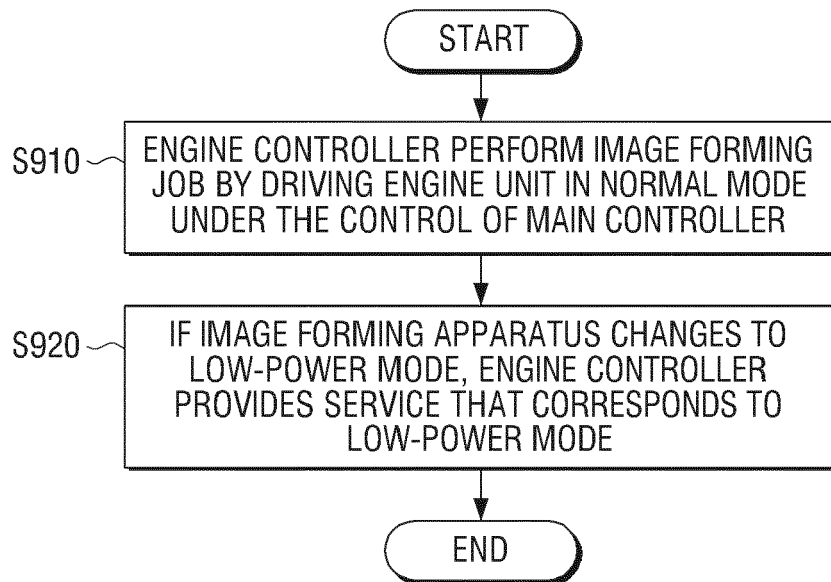 START
S910
ENGINE CONTROLLER PERFORM IMAGE FORMING
JOB BY DRIVING ENGINE UNIT IN NORMAL MODE
UNDER THE CONTROL OF MAIN CONTROLLER
S920
IF IMAGE FORMING APPARATUS CHANGES TO
LOW-POWER MODE, ENGINE CONTROLLER
PROVIDES SERVICE THAT CORRESPONDS TO
LOW-POWER MODE
END